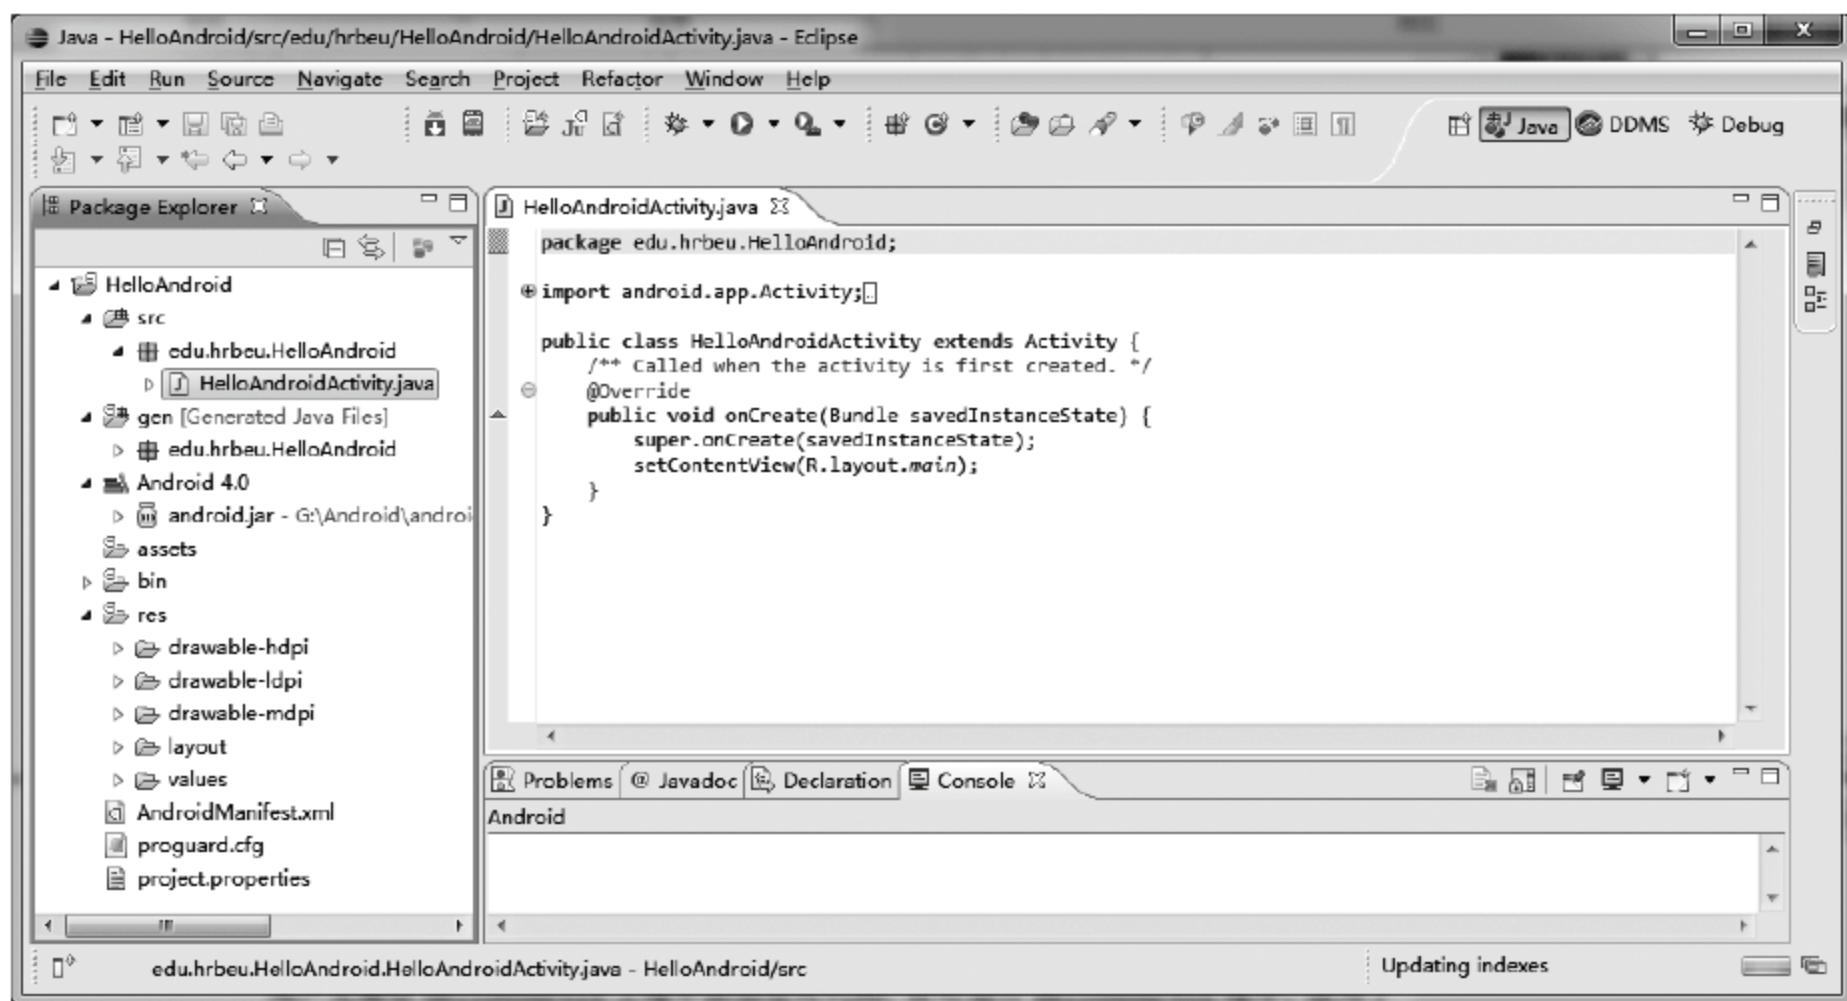 Java - HelloAndroid/src/edu/hrbeu/HelloAndroid/HelloAndroidActivity.java - Eclipse
File Edit Run Source Navigate Search Project Refactor Window Help
Java DDMS Debug
Package Explorer
HelloAndroid
src
edu.hrbeu.HelloAndroid
HelloAndroidActivity.java
gen [Generated Java Files]
edu.hrbeu.HelloAndroid
Android 4.0
android.jar - G:\Android\androi
assets
bin
res
drawable-hdpi
drawable-ldpi
drawable-mdpi
layout
values
AndroidManifest.xml
proguard.cfg
project.properties
HelloAndroidActivity.java
package edu.hrbeu.HelloAndroid;
import android.app.Activity;
public class HelloAndroidActivity extends Activity {
/** Called when the activity is first created. */
@Override
public void onCreate(Bundle savedInstanceState) {
super.onCreate(savedInstanceState);
setContentView(R.layout.main);
}
}
Problems @ Javadoc Declaration Console
Android
edu.hrbeu.HelloAndroid.HelloAndroidActivity.java - HelloAndroid/src
Updating indexes